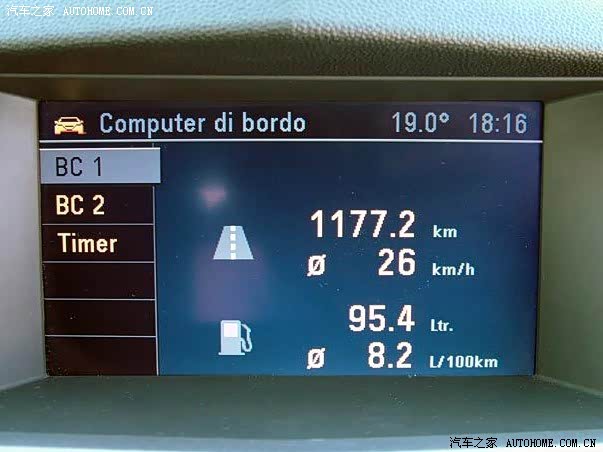 汽车之家 AUTOHOME.COM.CN
Computer di bordo 19.0° 18:16
BC 1
BC 2
Timer
1177.2 km
Ø 26 km/h
95.4 Ltr.
Ø 8.2 L/100km
汽车之家 AUTOHOME.COM.CN